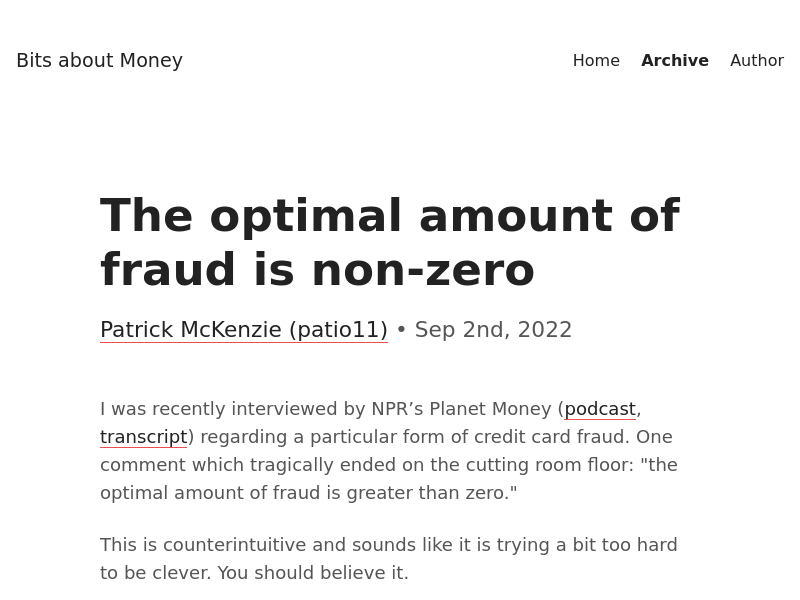 Bits about Money
Home Archive Author
The optimal amount of
fraud is non-zero
Patrick McKenzie (patio11) • Sep 2nd, 2022
I was recently interviewed by NPR’s Planet Money (podcast,
transcript) regarding a particular form of credit card fraud. One
comment which tragically ended on the cutting room floor: "the
optimal amount of fraud is greater than zero."
This is counterintuitive and sounds like it is trying a bit too hard
to be clever. You should believe it.